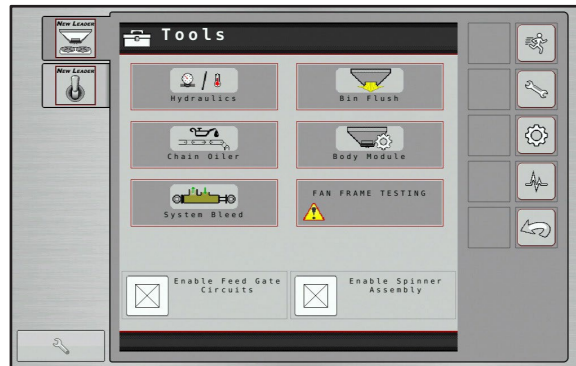 NEW LEADER
NEW LEADER
Tools
Hydraulics
Bin Flush
Chain Oiler
Body Module
System Bleed
FAN FRAME TESTING
Enable Feed Gate
Circuits
Enable Spinner
Assembly